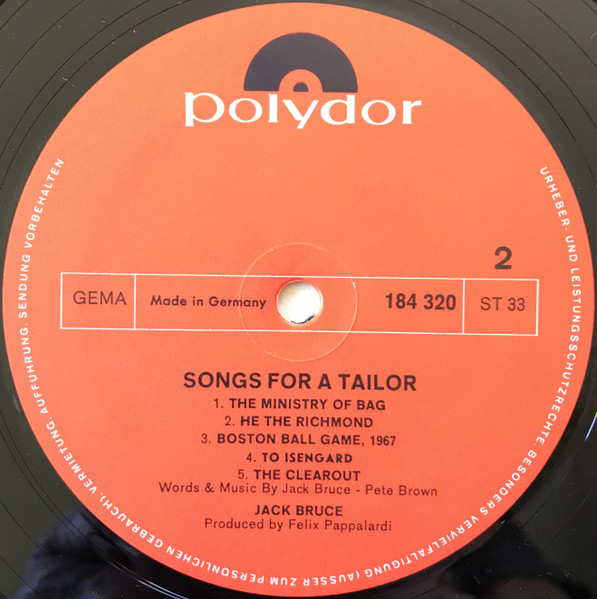 polydor
2
GEMA
Made in Germany
184 320
ST 33
SONGS FOR A TAILOR
1. THE MINISTRY OF BAG
2. HE THE RICHMOND
3. BOSTON BALL GAME, 1967
4. TO ISENGARD
5. THE CLEAROUT
Words & Music By Jack Bruce - Pete Brown
JACK BRUCE
Produced by Felix Pappalardi
URHEBER- UND LEISTUNGSSCHUTZRECHTE, BESONDERS VERVIELFÄLTIGUNG (AUSSER ZUM PERSÖNLICHEN GEBRAUCH), VERMIETUNG, AUFFÜHRUNG, SENDUNG VORBEHALTEN